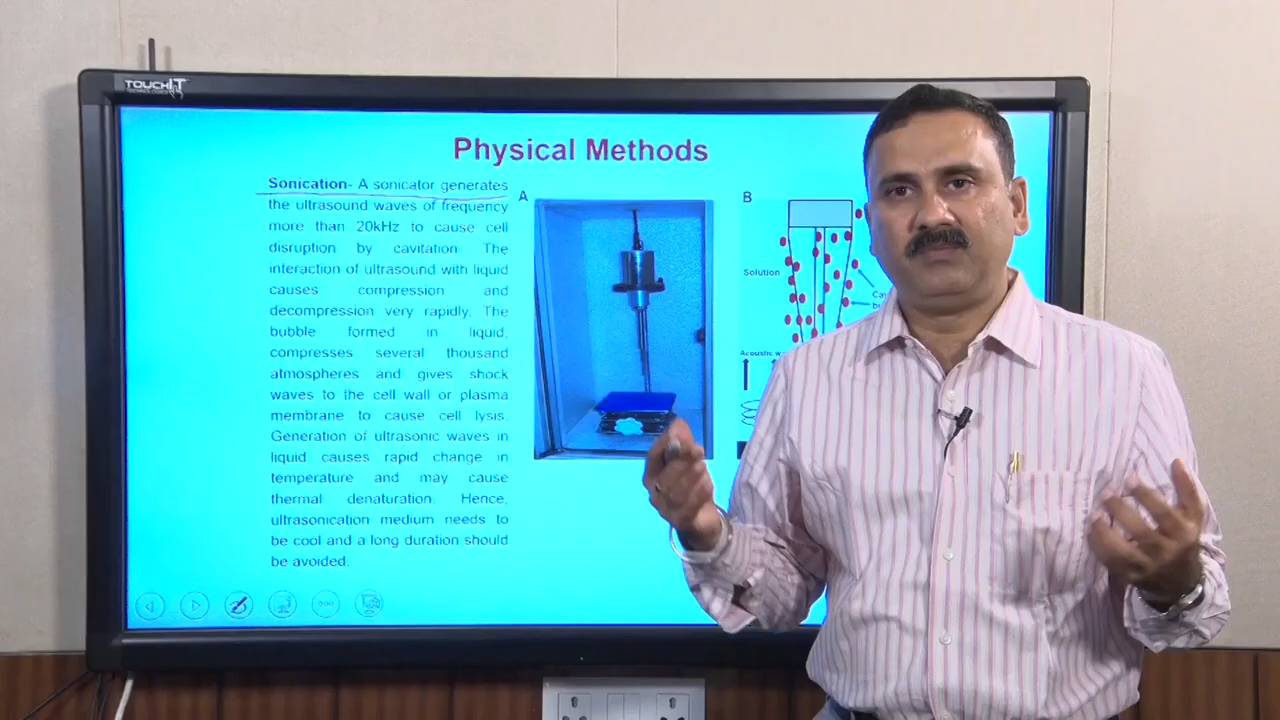 TOUCHIT
TECHNOLOGIES
Physical Methods
Sonication- A sonicator generates
the ultrasound waves of frequency
more than 20kHz to cause cell
disruption by cavitation. The
interaction of ultrasound with liquid
causes compression and
decompression very rapidly. The
bubble formed in liquid,
compresses several thousand
atmospheres and gives shock
waves to the cell wall or plasma
membrane to cause cell lysis.
Generation of ultrasonic waves in
liquid causes rapid change in
temperature and may cause
thermal denaturation. Hence,
ultrasonication medium needs to
be cool and a long duration should
be avoided.
A
B
Solution
Acoustic